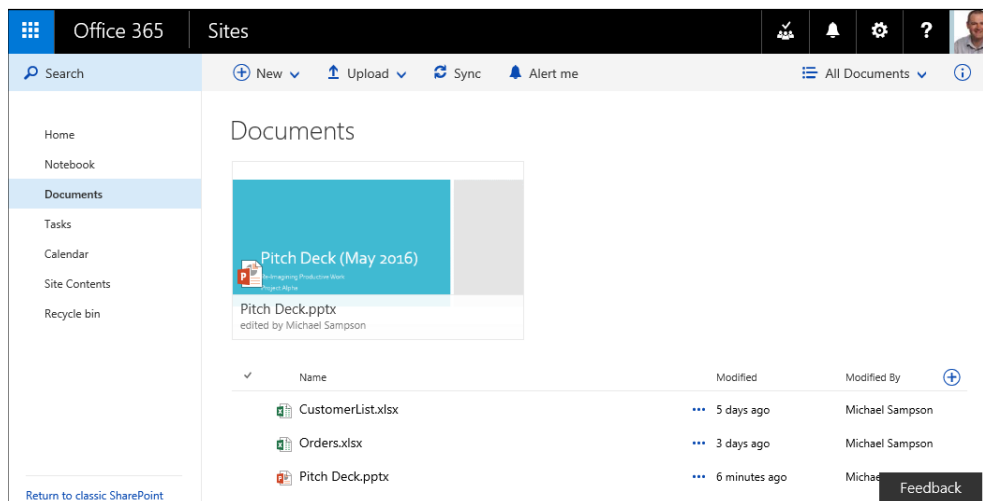 Office 365
Sites
?
Search
New
Upload
Sync
Alert me
All Documents
Home
Notebook
Documents
Tasks
Calendar
Site Contents
Recycle bin
Return to classic SharePoint
Documents
Pitch Deck (May 2016)
Re-Imagining Productive Work
Project Alpha
Pitch Deck.pptx
edited by Michael Sampson
Name Modified Modified By
CustomerList.xlsx ••• 5 days ago Michael Sampson
Orders.xlsx ••• 3 days ago Michael Sampson
Pitch Deck.pptx ••• 6 minutes ago Michae
Feedback